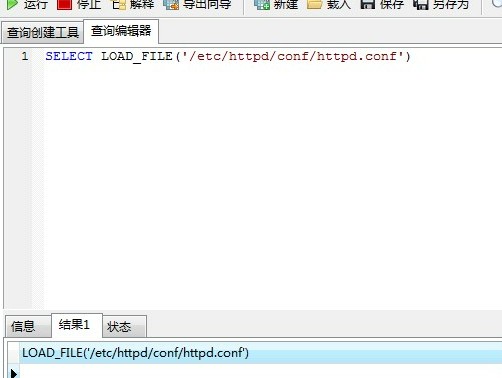 运行 停止 解释 导出向导 新建 载入 保存 另存为
查询创建工具 查询编辑器
1 SELECT LOAD_FILE('/etc/httpd/conf/httpd.conf')
信息 结果1 状态
LOAD_FILE('/etc/httpd/conf/httpd.conf')